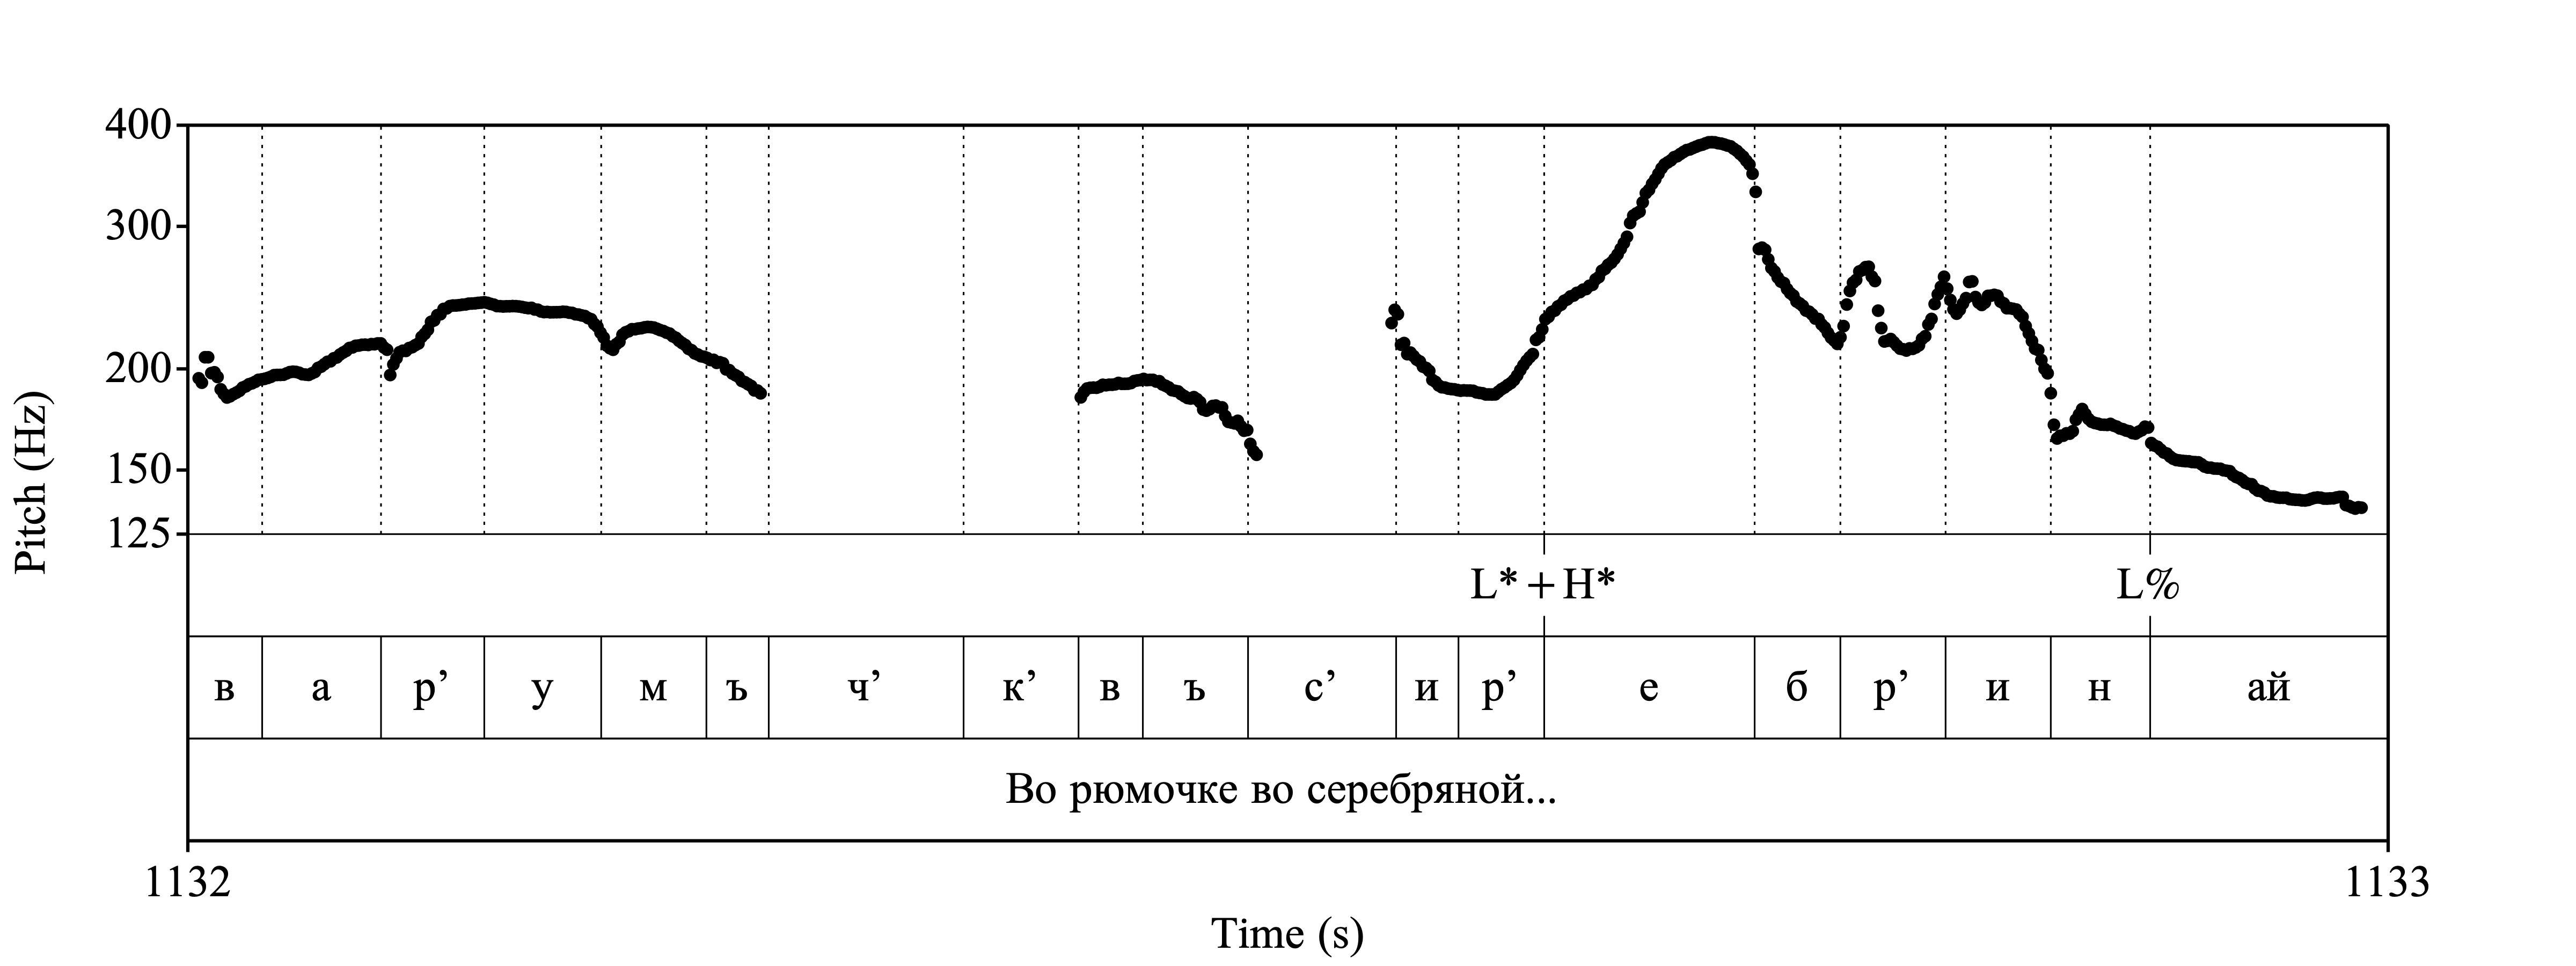 400
300
200
150
125
Pitch (Hz)
L* + H* L%
в а р’ у м ъ ч’ к’ в ъ с’ и р’ е б р’ и н ай
Во рюмочке во серебряной...
1132 1133
Time (s)